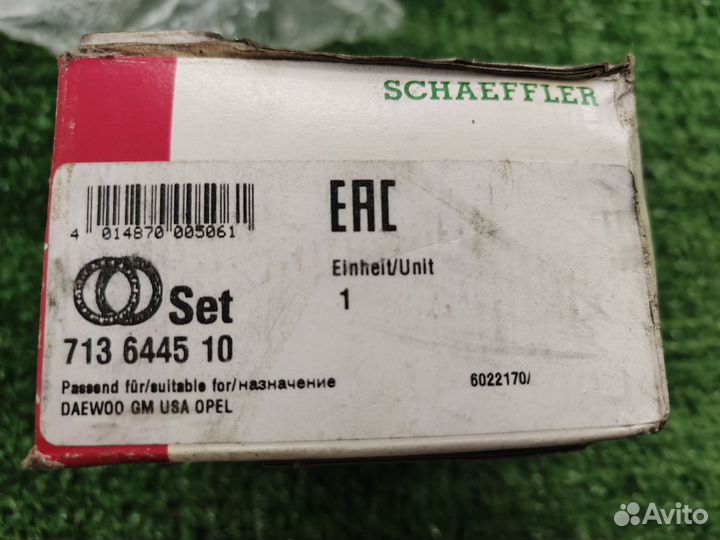 SCHAEFFLER
4 014870 005061
EAC
Einheit/Unit
1
Set
713 6445 10
Passend für/suitable for/назначение
DAEWOO GM USA OPEL
6022170/
Avito